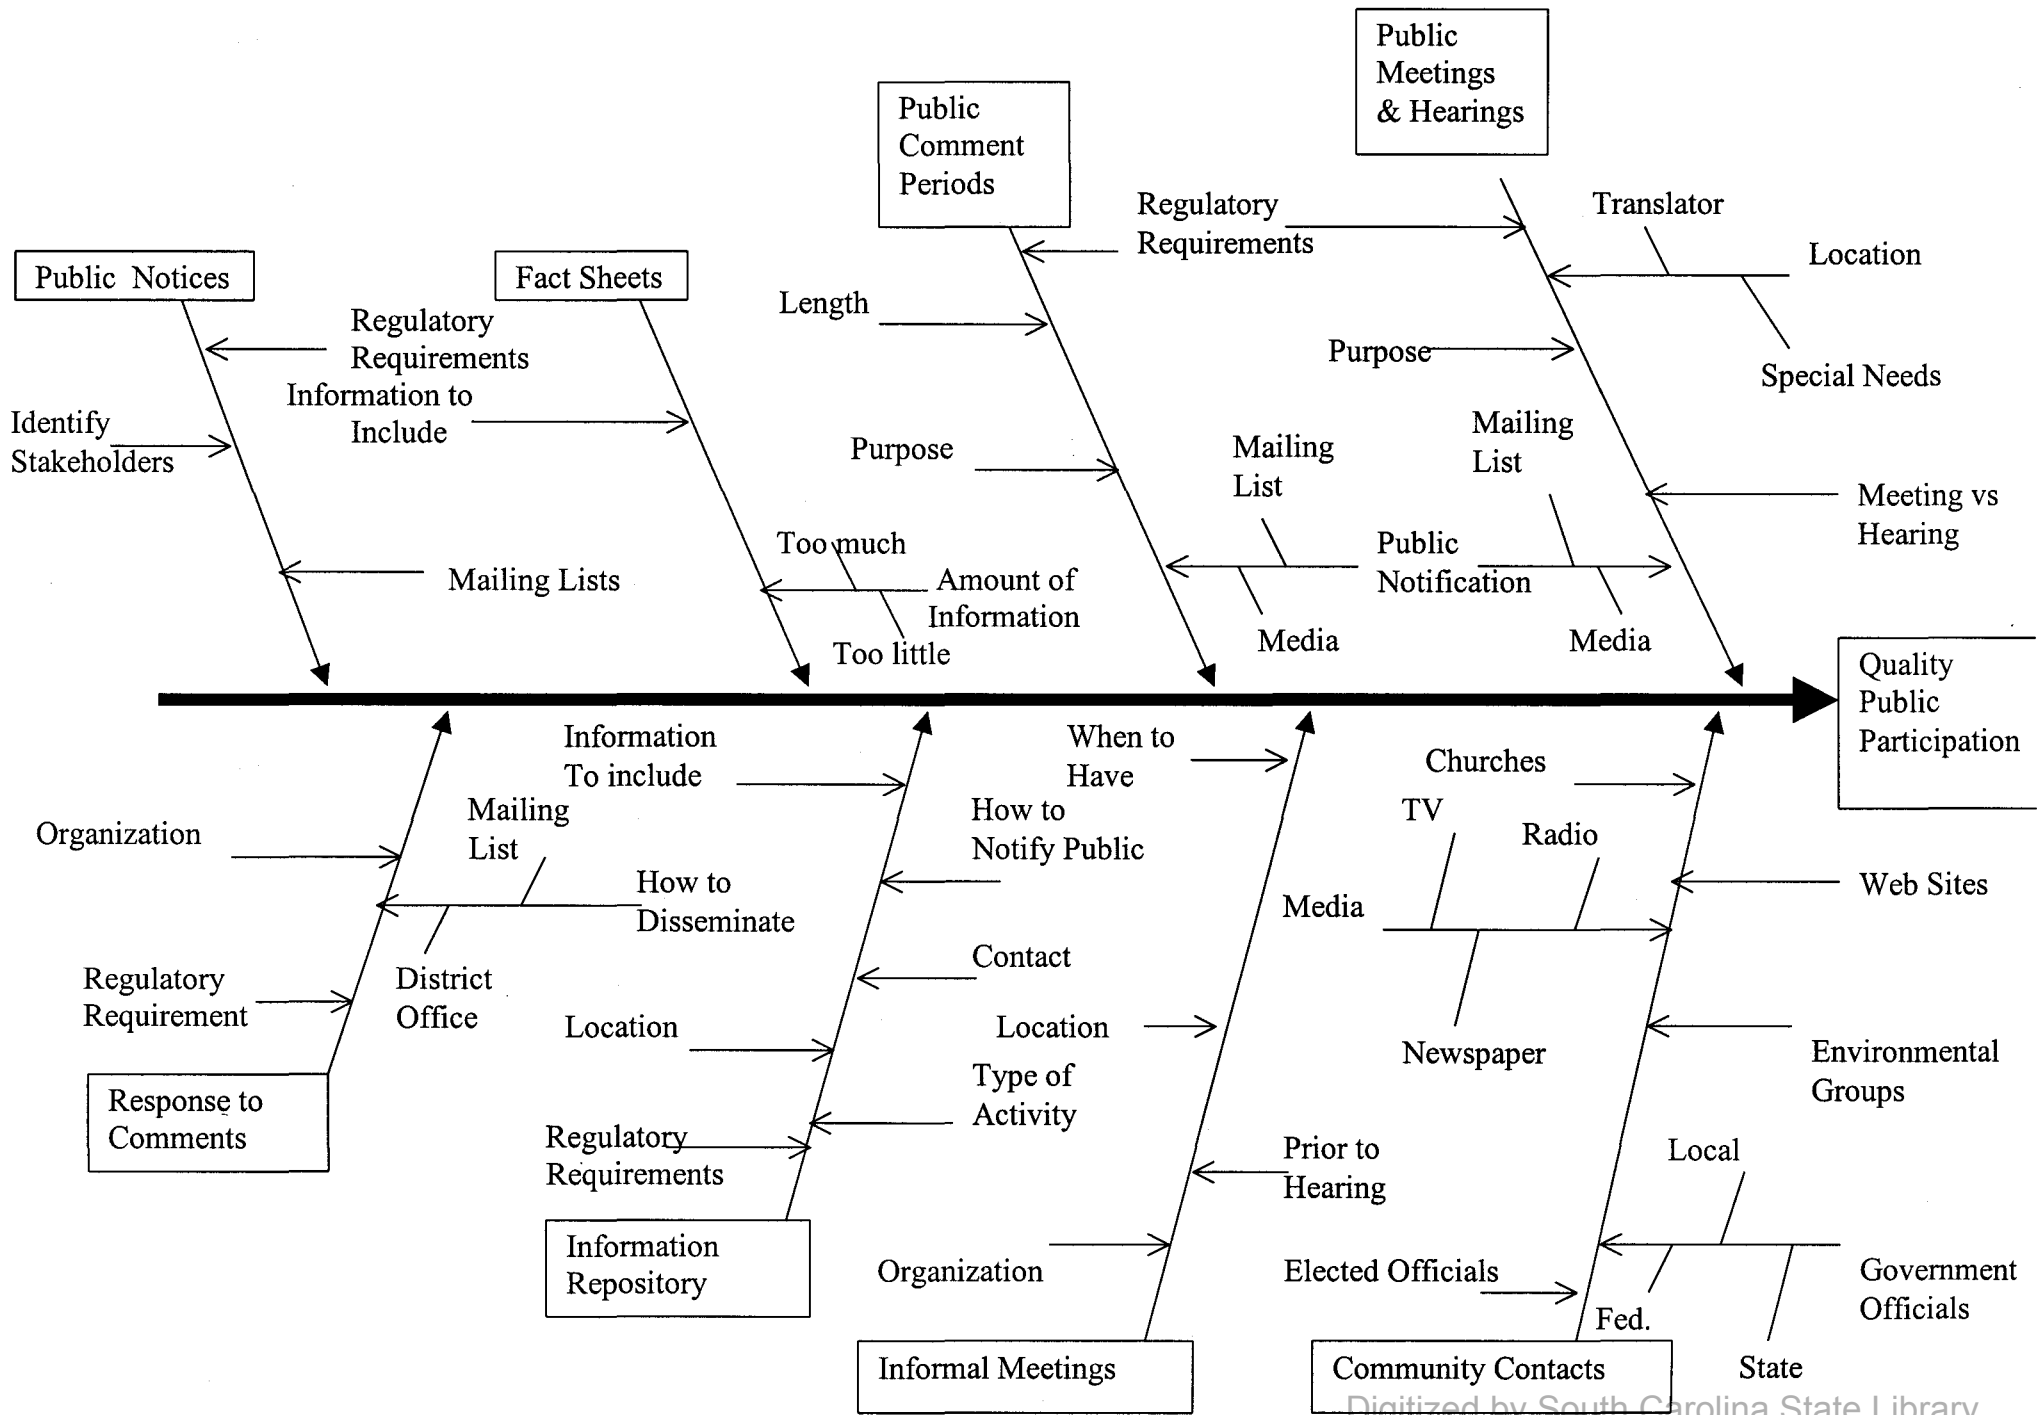 Public
Meetings
& Hearings
Public
Comment
Periods
Regulatory
Requirements
Translator
Location
Public  Notices
Fact Sheets
Length
Regulatory
Requirements
Purpose
Special Needs
Information to
Include
Identify
Stakeholders
Purpose
Mailing
List
Mailing
List
Meeting vs
Hearing
Too much
Public
Notification
Mailing Lists
Amount of
Information
Too little
Media
Media
Quality
Public
Participation
Information
To include
When to
Have
Churches
Organization
Mailing
List
How to
Notify Public
TV
Radio
How to
Disseminate
Media
Web Sites
Regulatory
Requirement
District
Office
Contact
Location
Location
Newspaper
Environmental
Groups
Type of
Activity
Response to
Comments
Regulatory
Requirements
Prior to
Hearing
Local
Information
Repository
Organization
Elected Officials
Government
Officials
Fed.
Informal Meetings
Community Contacts
State
Digitized by South Carolina State Library